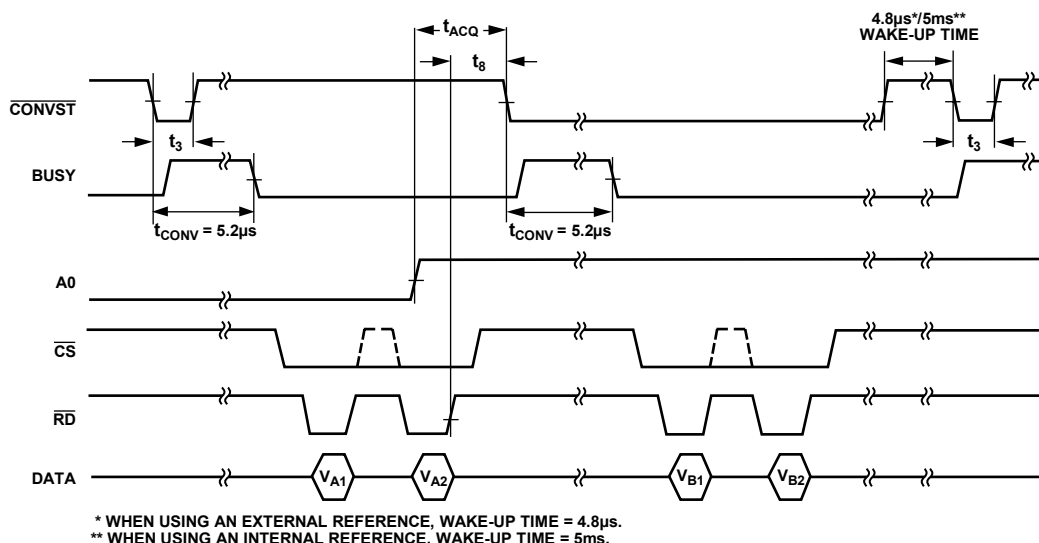 tACQ
4.8µs*/5ms**
WAKE-UP TIME
t8
CONVST
t3
t3
BUSY
tCONV = 5.2µs
tCONV = 5.2µs
A0
CS
RD
DATA
VA1
VA2
VB1
VB2
* WHEN USING AN EXTERNAL REFERENCE, WAKE-UP TIME = 4.8µs.
** WHEN USING AN INTERNAL REFERENCE, WAKE-UP TIME = 5ms.